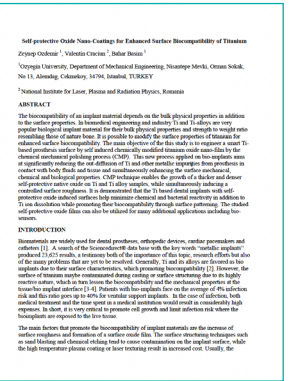 Self-protective Oxide Nano-Coatings for Enhanced Surface Biocompatibility of Titanium
Zeynep Ozdemir 1, Valentin Craciun 2, Bahar Basim 1
1Ozyegin University, Department of Mechanical Engineering, Nisantepe Mevki, Orman Sokak,
No 13, Alemdag, Cekmekoy, 34794, Istanbul, TURKEY
2 National Institute for Laser, Plasma and Radiation Physics, Romania
ABSTRACT
The biocompatibility of an implant material depends on the bulk physical properties in addition
to the surface properties. In biomedical engineering and industry Ti and Ti-alloys are very
popular biological implant material for their bulk physical properties and strength to weight ratio
resembling those of nature bone. It is possible to modify the surface properties of titanium for
enhanced surface biocompatibility. The main objective of the this study is to engineer a smart Ti-
based prosthesis surface by self induced chemically modified titanium oxide nano-film by the
chemical mechanical polishing process (CMP). This new process applied on bio-implants aims
at significantly reducing the out-diffusion of Ti and other metallic impurities from prosthesis in
contact with body fluids and tissue and simultaneously enhancing the surface mechanical,
chemical and biological properties. CMP technique enables the growth of a thicker and denser
self-protective native oxide on Ti and Ti alloy samples, while simultaneously inducing a
controlled surface roughness. It is demonstrated that the Ti based dental implants with self-
protective oxide induced surfaces help minimize chemical and bacterial reactivity in addition to
Ti ion dissolution while promoting their biocompatibility through surface patterning. The studied
self-protective oxide films can also be utilized for many additional applications including bio-
sensors.
INTRODUCTION
Biomaterials are widely used for dental prostheses, orthopedic devices, cardiac pacemakers and
catheters [1]. A search of the Sciencedirect® data base with the key words "metallic implants"
produced 23,625 results, a testimony both of the importance of this topic, research efforts but also
of the many problems that are yet to be resolved. Generally, Ti and its alloys are favored as bio
implants due to their surface characteristics, which promoting biocompatibility [2]. However, the
surface of titanium maybe contaminated during casting or surface structuring due to its highly
reactive nature, which in turn lessen the biocompatibility and the mechanical properties at the
tissue/bio implant interface [3-4]. Patients with bio-implants face on the average of 4% infection
risk and this ratio goes up to 40% for ventular support implants. In the case of infection, both
medical treatment and the time spent on a medical institution would result in considerably high
expenses. In short, it is very critical to promote cell growth and limit infection risk where the
bioimplants are exposed to the live tissue.
The main factors that promote the biocompatibility of implant materials are the increase of
surface roughness and formation of a surface oxide film. The surface structuring techniques such
as sand blasting and chemical etching tend to cause contamination on the implant surface, while
the high temperature plasma coating or laser texturing result in increased cost. Usually, the